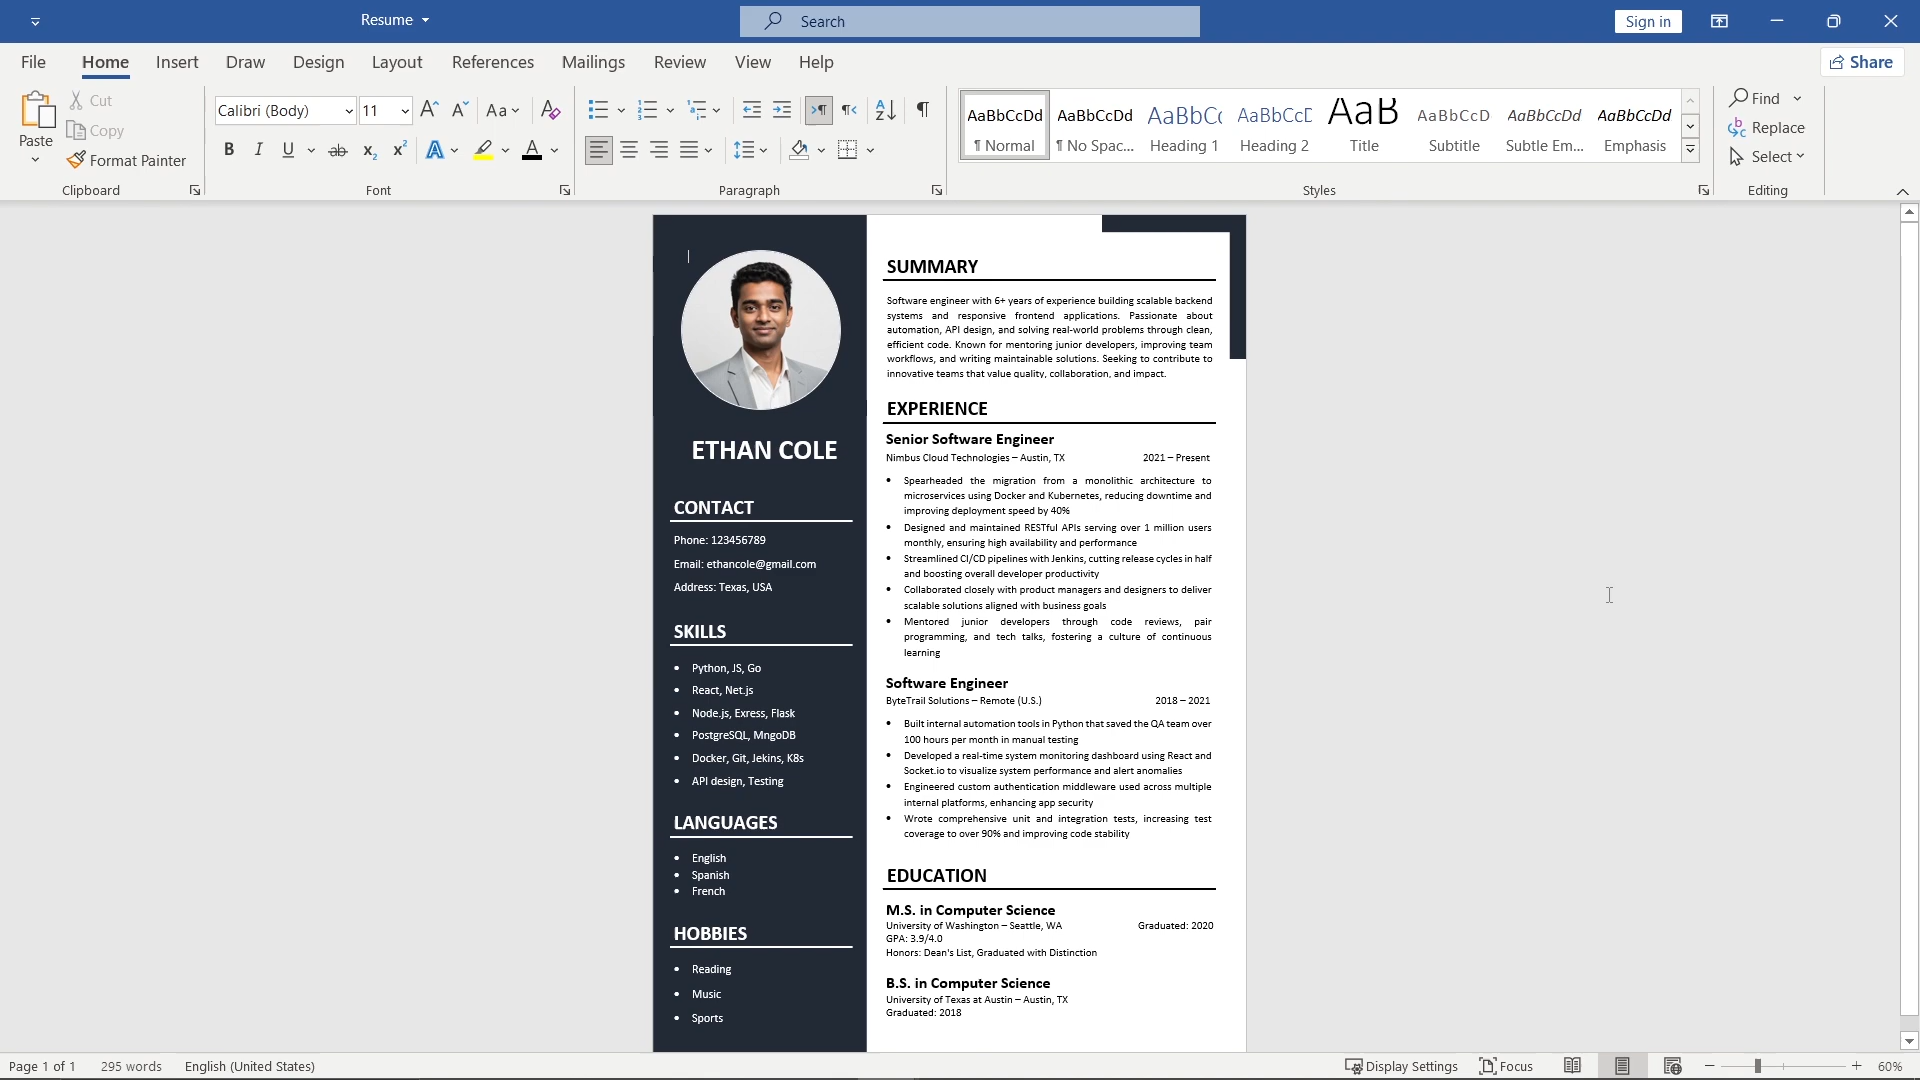 Resume
Search
Sign in
File Home Insert Draw Design Layout References Mailings Review View Help
Share
Paste
Cut
Copy
Format Painter
Clipboard
Calibri (Body) 11
Font
Paragraph
AaBbCcDd AaBbCcDd AaBbCc AaBbCcD AaB AaBbCcD AaBbCcDd AaBbCcDd
¶ Normal ¶ No Spac... Heading 1 Heading 2 Title Subtitle Subtle Em... Emphasis
Styles
Find
Replace
Select
Editing
ETHAN COLE
CONTACT
Phone: 123456789
Email: ethancole@gmail.com
Address: Texas, USA
SKILLS
• Python, JS, Go
• React, Net.js
• Node.js, Exress, Flask
• PostgreSQL, MngoDB
• Docker, Git, Jekins, K8s
• API design, Testing
LANGUAGES
• English
• Spanish
• French
HOBBIES
• Reading
• Music
• Sports
SUMMARY
Software engineer with 6+ years of experience building scalable backend
systems and responsive frontend applications. Passionate about
automation, API design, and solving real-world problems through clean,
efficient code. Known for mentoring junior developers, improving team
workflows, and writing maintainable solutions. Seeking to contribute to
innovative teams that value quality, collaboration, and impact.
EXPERIENCE
Senior Software Engineer
Nimbus Cloud Technologies – Austin, TX 2021 – Present
• Spearheaded the migration from a monolithic architecture to
microservices using Docker and Kubernetes, reducing downtime and
improving deployment speed by 40%
• Designed and maintained RESTful APIs serving over 1 million users
monthly, ensuring high availability and performance
• Streamlined CI/CD pipelines with Jenkins, cutting release cycles in half
and boosting overall developer productivity
• Collaborated closely with product managers and designers to deliver
scalable solutions aligned with business goals
• Mentored junior developers through code reviews, pair
programming, and tech talks, fostering a culture of continuous
learning
Software Engineer
ByteTrail Solutions – Remote (U.S.) 2018 – 2021
• Built internal automation tools in Python that saved the QA team over
100 hours per month in manual testing
• Developed a real-time system monitoring dashboard using React and
Socket.io to visualize system performance and alert anomalies
• Engineered custom authentication middleware used across multiple
internal platforms, enhancing app security
• Wrote comprehensive unit and integration tests, increasing test
coverage to over 90% and improving code stability
EDUCATION
M.S. in Computer Science
University of Washington – Seattle, WA Graduated: 2020
GPA: 3.9/4.0
Honors: Dean's List, Graduated with Distinction
B.S. in Computer Science
University of Texas at Austin – Austin, TX
Graduated: 2018
Page 1 of 1 295 words English (United States)
Display Settings Focus 60%